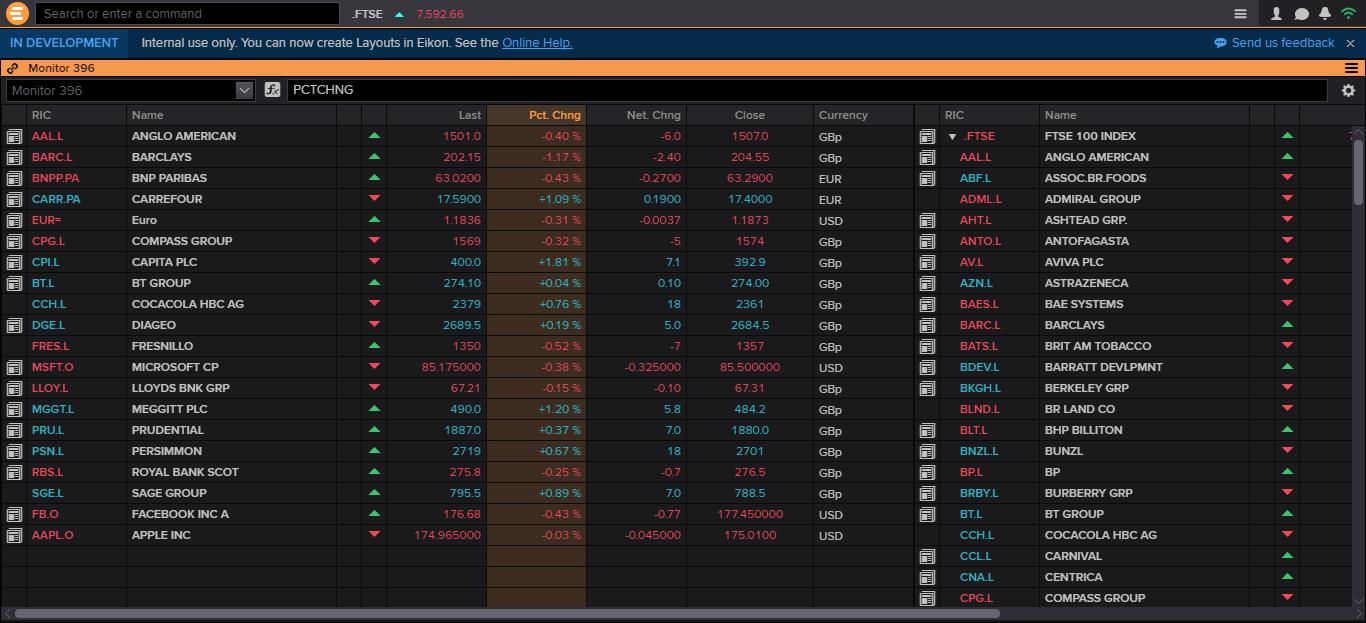 Search or enter a command .FTSE 7,592.66
IN DEVELOPMENT Internal use only. You can now create Layouts in Eikon. See the Online Help. Send us feedback
Monitor 396
Monitor 396 fx PCTCHNG
RIC Name Last Pct. Chng Net. Chng Close Currency RIC Name
AAL.L ANGLO AMERICAN 1501.0 -0.40 % -6.0 1507.0 GBp .FTSE FTSE 100 INDEX
BARC.L BARCLAYS 202.15 -1.17 % -2.40 204.55 GBp AAL.L ANGLO AMERICAN
BNPP.PA BNP PARIBAS 63.0200 -0.43 % -0.2700 63.2900 EUR ABF.L ASSOC.BR.FOODS
CARR.PA CARREFOUR 17.5900 +1.09 % 0.1900 17.4000 EUR ADML.L ADMIRAL GROUP
EUR= Euro 1.1836 -0.31 % -0.0037 1.1873 USD AHT.L ASHTEAD GRP.
CPG.L COMPASS GROUP 1569 -0.32 % -5 1574 GBp ANTO.L ANTOFAGASTA
CPI.L CAPITA PLC 400.0 +1.81 % 7.1 392.9 GBp AV.L AVIVA PLC
BT.L BT GROUP 274.10 +0.04 % 0.10 274.00 GBp AZN.L ASTRAZENECA
CCH.L COCACOLA HBC AG 2379 +0.76 % 18 2361 GBp BAES.L BAE SYSTEMS
DGE.L DIAGEO 2689.5 +0.19 % 5.0 2684.5 GBp BARC.L BARCLAYS
FRES.L FRESNILLO 1350 -0.52 % -7 1357 GBp BATS.L BRIT AM TOBACCO
MSFT.O MICROSOFT CP 85.175000 -0.38 % -0.325000 85.500000 USD BDEV.L BARRATT DEVLPMNT
LLOY.L LLOYDS BNK GRP 67.21 -0.15 % -0.10 67.31 GBp BKGH.L BERKELEY GRP
MGGT.L MEGGITT PLC 490.0 +1.20 % 5.8 484.2 GBp BLND.L BR LAND CO
PRU.L PRUDENTIAL 1887.0 +0.37 % 7.0 1880.0 GBp BLT.L BHP BILLITON
PSN.L PERSIMMON 2719 +0.67 % 18 2701 GBp BNZL.L BUNZL
RBS.L ROYAL BANK SCOT 275.8 -0.25 % -0.7 276.5 GBp BP.L BP
SGE.L SAGE GROUP 795.5 +0.89 % 7.0 788.5 GBp BRBY.L BURBERRY GRP
FB.O FACEBOOK INC A 176.68 -0.43 % -0.77 177.450000 USD BT.L BT GROUP
AAPL.O APPLE INC 174.965000 -0.03 % -0.045000 175.0100 USD CCH.L COCACOLA HBC AG
CCL.L CARNIVAL
CNA.L CENTRICA
CPG.L COMPASS GROUP